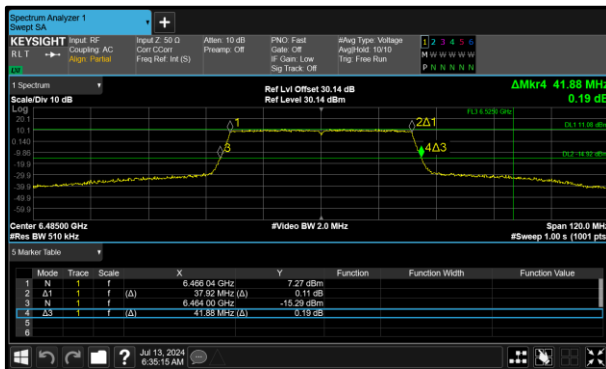 Spectrum Analyzer 1
Swept SA
KEYSIGHT Input: RF Input Z: 50 Ω Atten: 10 dB PNO: Fast #Avg Type: Voltage 1 2 3 4 5 6
RLT Coupling: AC Corr CCorr Preamp: Off Gate: Off Avg|Hold: 10/10 M W W W W W
Align: Partial Freq Ref: Int (S) IF Gain: Low Trig: Free Run P N N N N N
Sig Track: Off
1 Spectrum Ref Lvl Offset 30.14 dB ΔMkr4 41.88 MHz
Scale/Div 10 dB Ref Level 30.14 dBm 0.19 dB
Log
20.1
10.1 1 2Δ1 DL1 11.08 dBm
0.140
-9.86 3 4Δ3 DL2 -14.92 dBm
-19.9
-29.9
-39.9
-49.9
-59.9
Center 6.48500 GHz #Video BW 2.0 MHz Span 120.0 MHz
#Res BW 510 kHz #Sweep 1.00 s (1001 pts)
5 Marker Table
Mode Trace Scale X Y Function Function Width Function Value
1 N 1 f 6.466 04 GHz 7.27 dBm
2 Δ1 1 f (Δ) 37.92 MHz (Δ) 0.11 dB
3 N 1 f 6.464 00 GHz -15.29 dBm
4 Δ3 1 f (Δ) 41.88 MHz (Δ) 0.19 dB
5
6
? Jul 13, 2024
6:35:15 AM